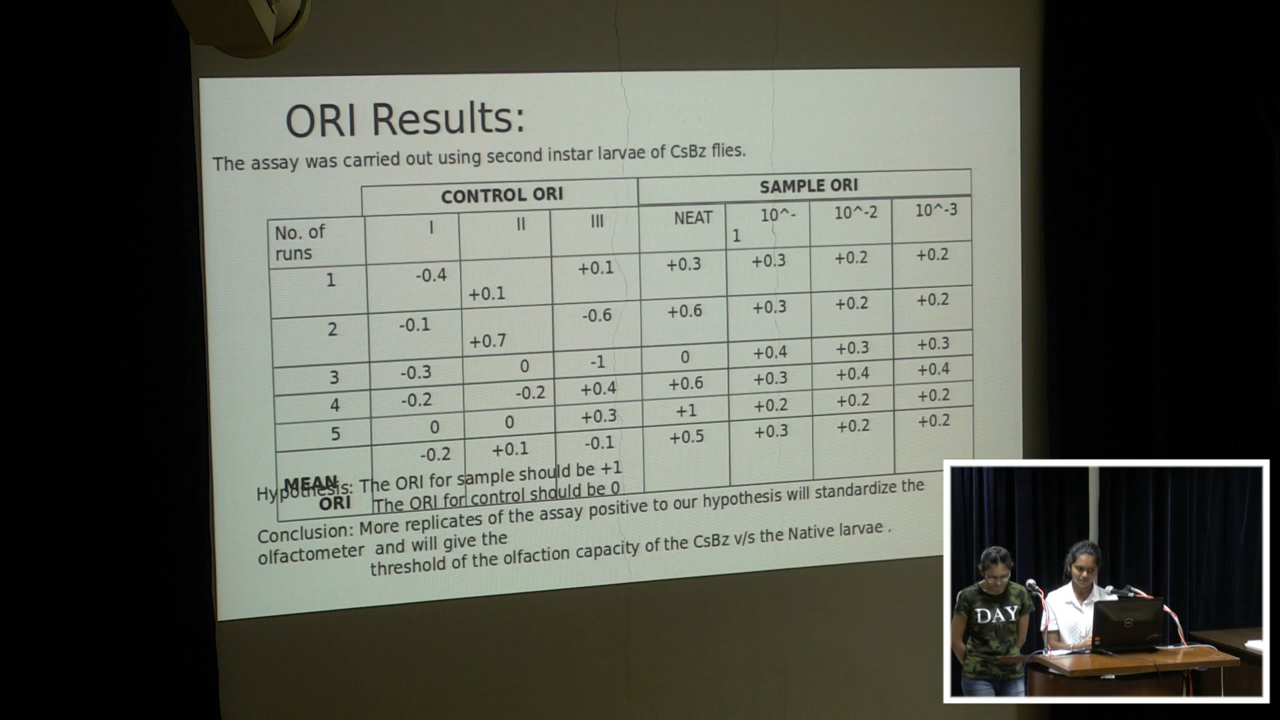 ORI Results:
The assay was carried out using second instar larvae of CsBz flies.
CONTROL ORI SAMPLE ORI
No. of runs I II III NEAT 10^-1 10^-2 10^-3
1 -0.4 +0.1 +0.1 +0.3 +0.3 +0.2 +0.2
2 -0.1 +0.7 -0.6 +0.6 +0.3 +0.2 +0.2
3 -0.3 0 -1 0 +0.4 +0.3 +0.3
4 -0.2 -0.2 +0.4 +0.6 +0.3 +0.4 +0.4
5 0 0 +0.3 +1 +0.2 +0.2 +0.2
MEAN ORI -0.2 +0.1 -0.1 +0.5 +0.3 +0.2 +0.2
Hypothesis: The ORI for sample should be +1
The ORI for control should be 0
Conclusion: More replicates of the assay positive to our hypothesis will standardize the
olfactometer and will give the
threshold of the olfaction capacity of the CsBz v/s the Native larvae .
DAY